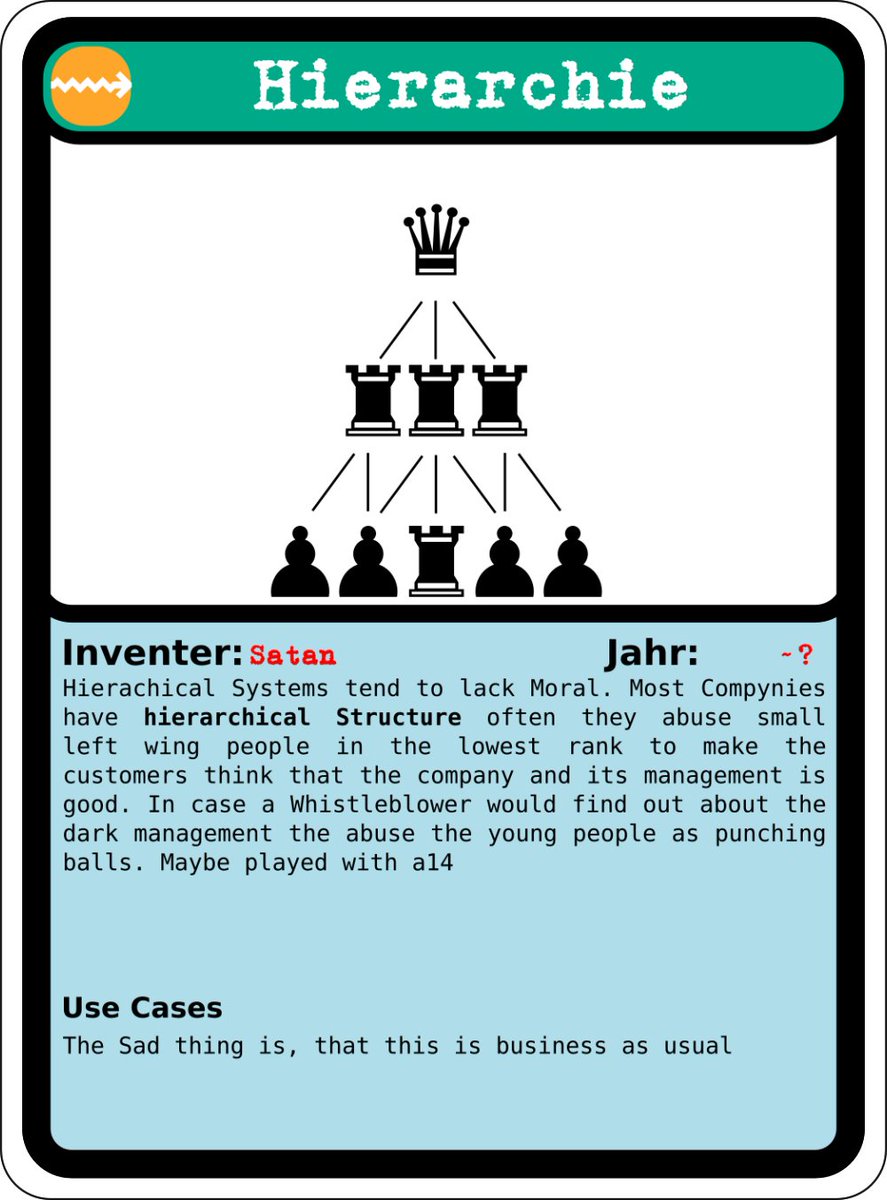 Hierarchie
Inventer: Satan Jahr: ~?
Hierachical Systems tend to lack Moral. Most Compynies
have hierarchical Structure often they abuse small
left wing people in the lowest rank to make the
customers think that the company and its management is
good. In case a Whistleblower would find out about the
dark management the abuse the young people as punching
balls. Maybe played with a14
Use Cases
The Sad thing is, that this is business as usual